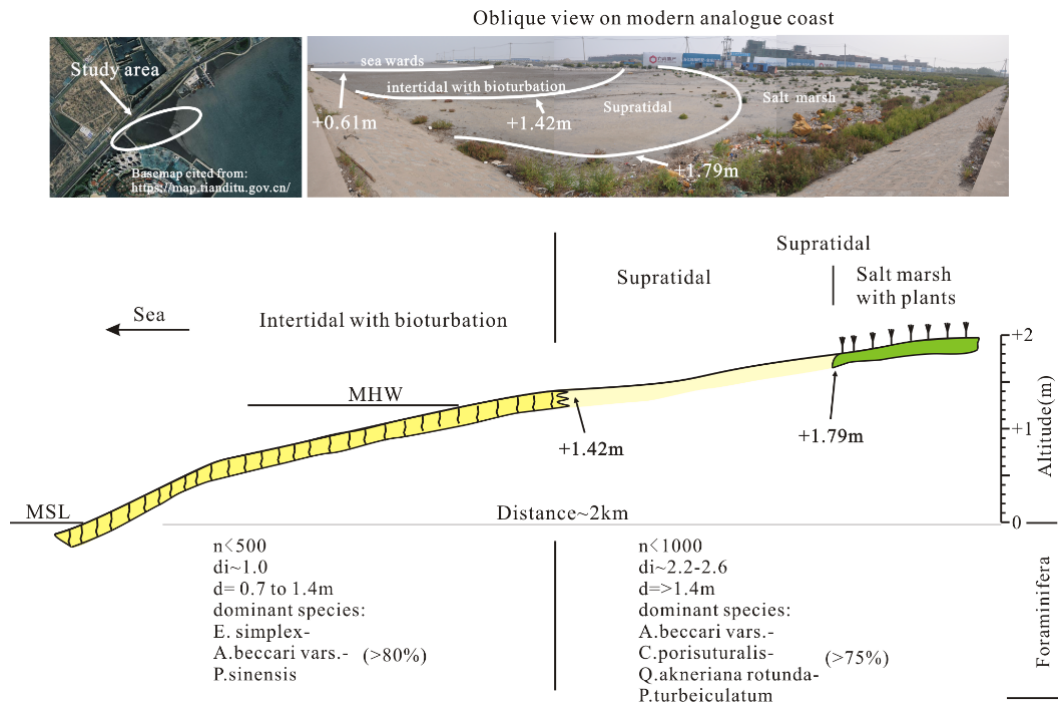 Oblique view on modern analogue coast
Study area
Basemap cited from:
https://map.tianditu.gov.cn/
sea wards
intertidal with bioturbation
+0.61m
+1.42m
Supratidal
Salt marsh
+1.79m
Supratidal
Supratidal
Salt marsh
with plants
Sea
Intertidal with bioturbation
MHW
+1.42m
+1.79m
+2
+1
0
Altitude(m)
MSL
Distance~2km
n<500
di~1.0
d= 0.7 to 1.4m
dominant species:
E. simplex-
A.beccari vars.- (>80%)
P.sinensis
n<1000
di~2.2-2.6
d=>1.4m
dominant species:
A.beccari vars.-
C.porisuturalis- (>75%)
Q.akneriana rotunda-
P.turbeiculatum
Foraminifera